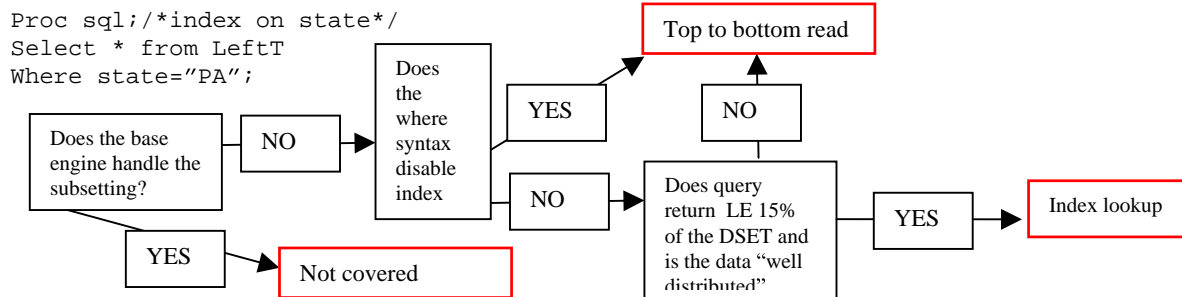 Proc sql;/*index on state*/
Select * from LeftT
Where state=”PA”;
Top to bottom read
Does the base
engine handle the
subsetting?
NO
Does
the
where
syntax
disable
index
YES
NO
NO
Does query
return LE 15%
of the DSET and
is the data “well
distributed”
YES
Index lookup
YES
Not covered